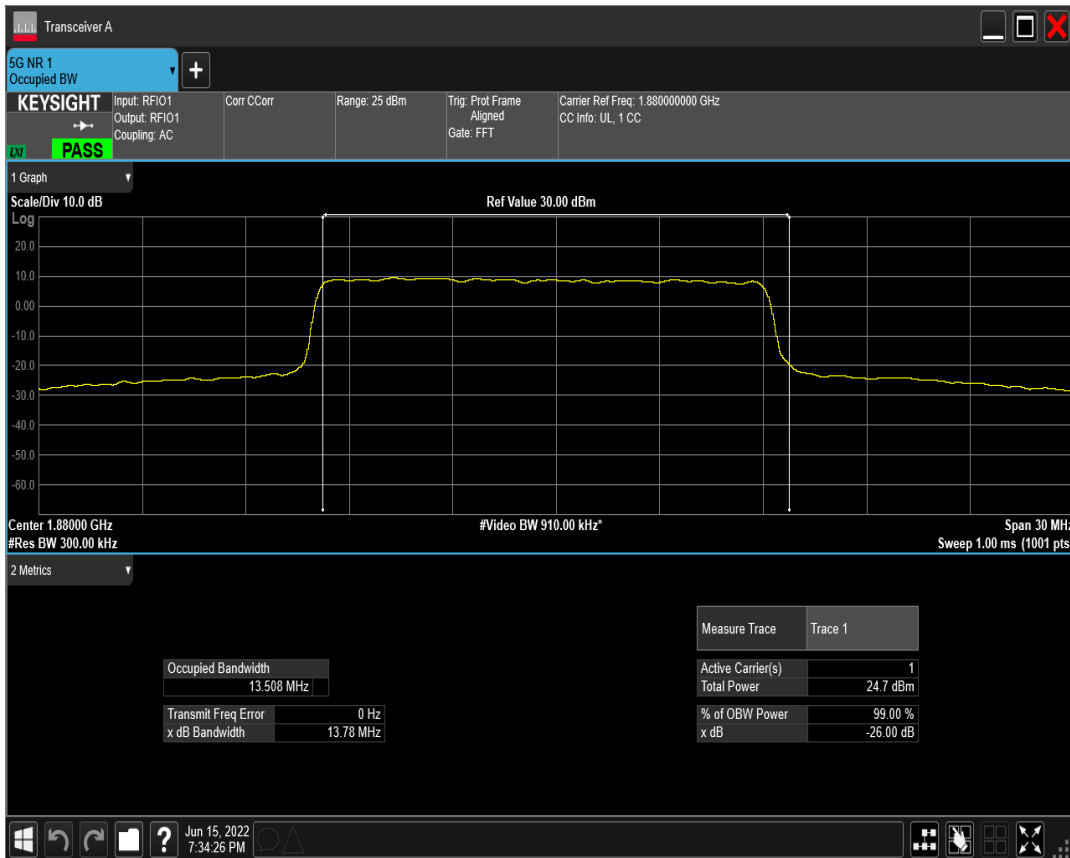 Transceiver A
5G NR 1
Occupied BW
KEYSIGHT
LXI
PASS
Input: RFIO1
Output: RFIO1
Coupling: AC
Corr CCorr
Range: 25 dBm
Trig: Prot Frame
Aligned
Gate: FFT
Carrier Ref Freq: 1.880000000 GHz
CC Info: UL, 1 CC
1 Graph
Scale/Div 10.0 dB
Ref Value 30.00 dBm
Log
20.0
10.0
0.00
-10.0
-20.0
-30.0
-40.0
-50.0
-60.0
Center 1.88000 GHz
#Video BW 910.00 kHz*
Span 30 MHz
#Res BW 300.00 kHz
Sweep 1.00 ms (1001 pts
2 Metrics
Measure Trace Trace 1
Occupied Bandwidth
13.508 MHz
Active Carrier(s) 1
Total Power 24.7 dBm
Transmit Freq Error 0 Hz
x dB Bandwidth 13.78 MHz
% of OBW Power 99.00 %
x dB -26.00 dB
?
Jun 15, 2022
7:34:26 PM